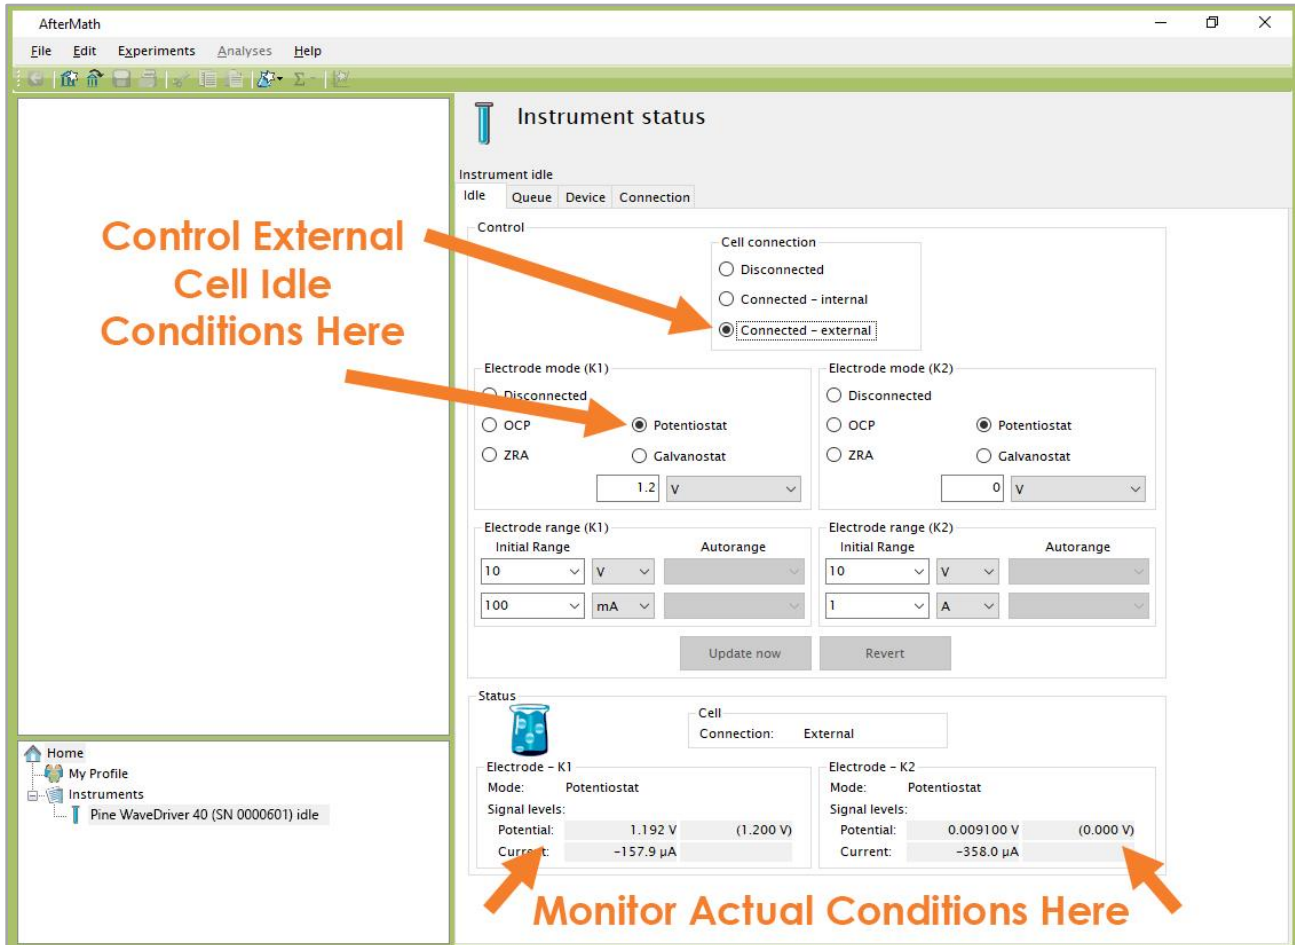 AfterMath
File Edit Experiments Analyses Help
Instrument status
Instrument idle
Idle Queue Device Connection
Control External
Cell Idle
Conditions Here
Control
Cell connection
Disconnected
Connected - internal
Connected - external
Electrode mode (K1)
Disconnected
OCP Potentiostat
ZRA Galvanostat
1.2 V
Electrode mode (K2)
Disconnected
OCP Potentiostat
ZRA Galvanostat
0 V
Electrode range (K1)
Initial Range Autorange
10 V
100 mA
Electrode range (K2)
Initial Range Autorange
10 V
1 A
Update now Revert
Status
Cell
Connection: External
Electrode - K1
Mode: Potentiostat
Signal levels:
Potential: 1.192 V (1.200 V)
Current: -157.9 µA
Electrode - K2
Mode: Potentiostat
Signal levels:
Potential: 0.009100 V (0.000 V)
Current: -358.0 µA
Monitor Actual Conditions Here
Home
My Profile
Instruments
Pine WaveDriver 40 (SN 0000601) idle